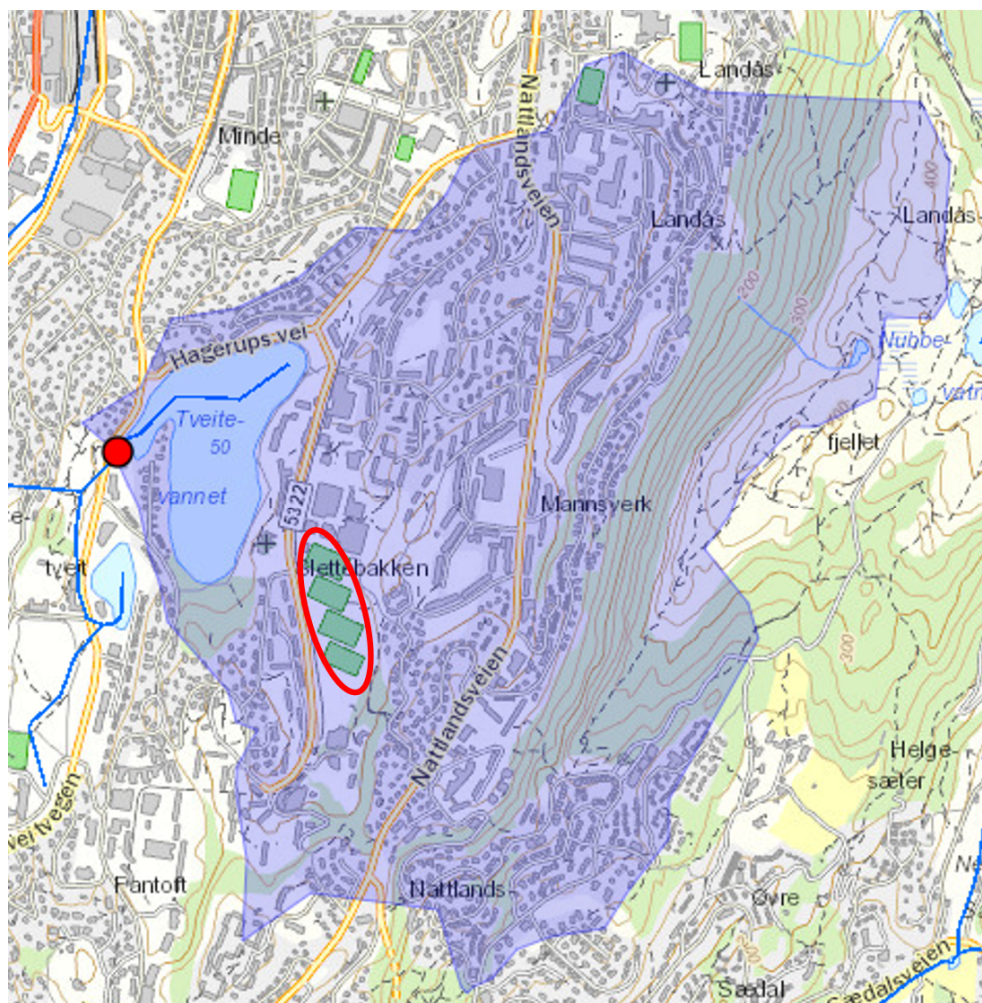 Landås-
Minde
Nattlandsveien
400
Landås
Landås-
200
300
Hagerups vei
Nubbe-
vatn
Tveite-
50
fjellet
vannet
5322
Mannsverk
e-
tveit
Slettebakken
300
Nattlandsveien
Helge-
sæter
veitvegen
Fantoft
Nattlands-
Øvre
Sædalsveien
Sædal